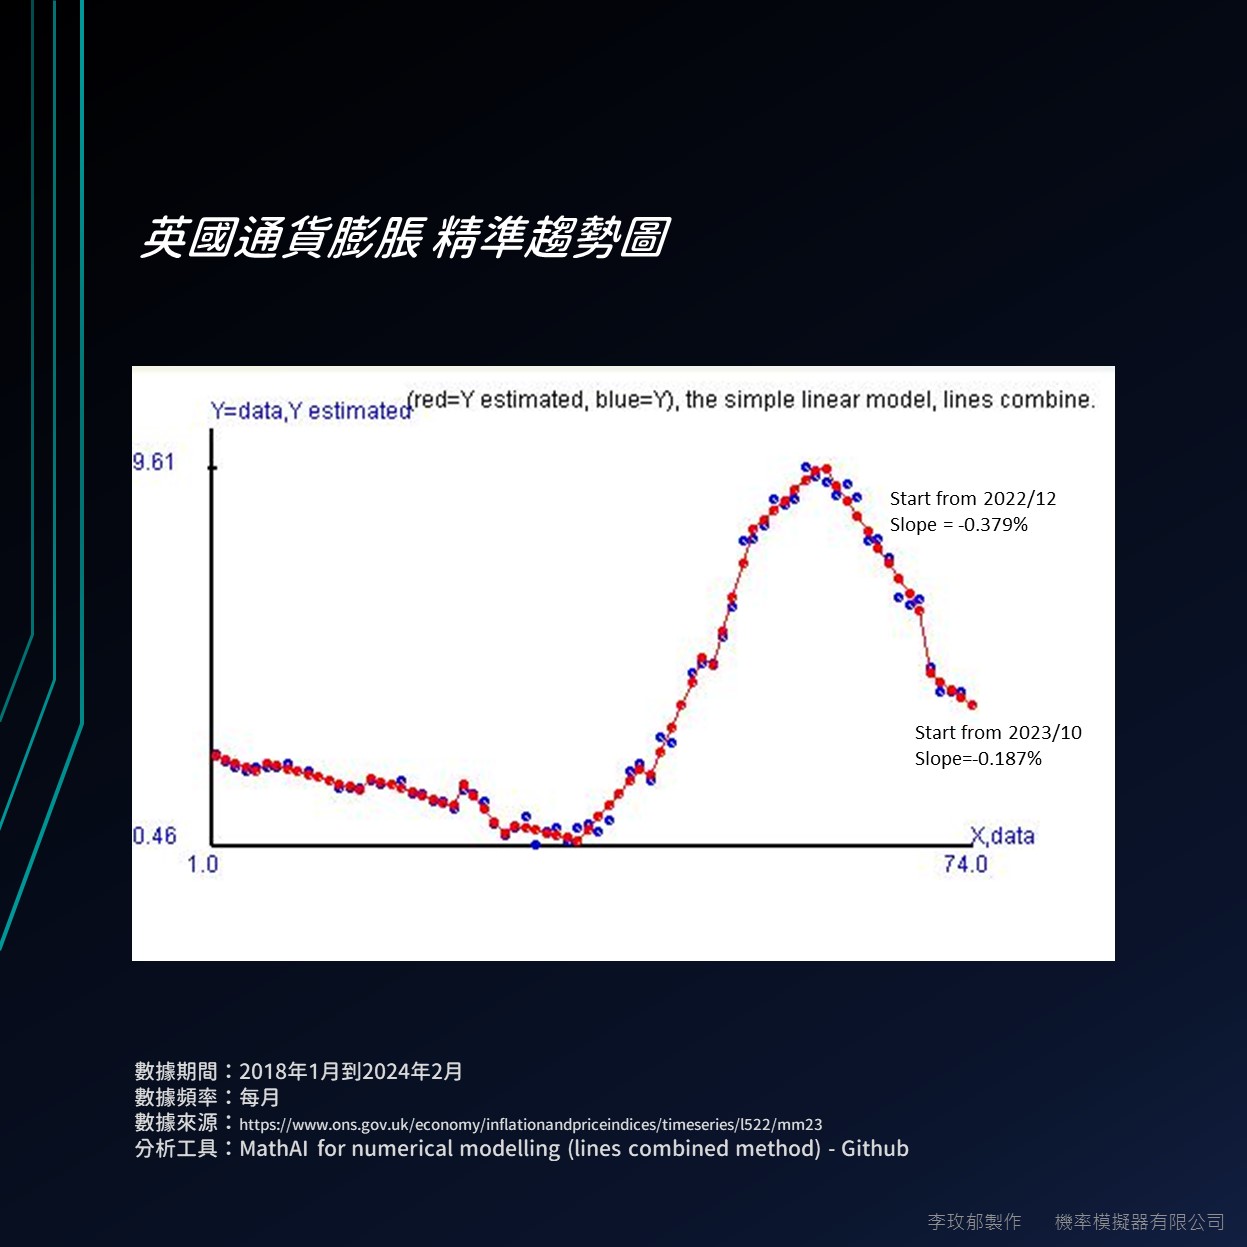 英國通貨膨脹 精準趨勢圖
Y=data,Y estimated
(red=Y estimated, blue=Y), the simple linear model, lines combine.
9.61
Start from 2022/12
Slope = -0.379%
Start from 2023/10
Slope=-0.187%
0.46
X,data
1.0
74.0
數據期間：2018年1月到2024年2月
數據頻率：每月
數據來源：https://www.ons.gov.uk/economy/inflationandpriceindices/timeseries/l522/mm23
分析工具：MathAI for numerical modelling (lines combined method) - Github
李玟郁製作 機率模擬器有限公司